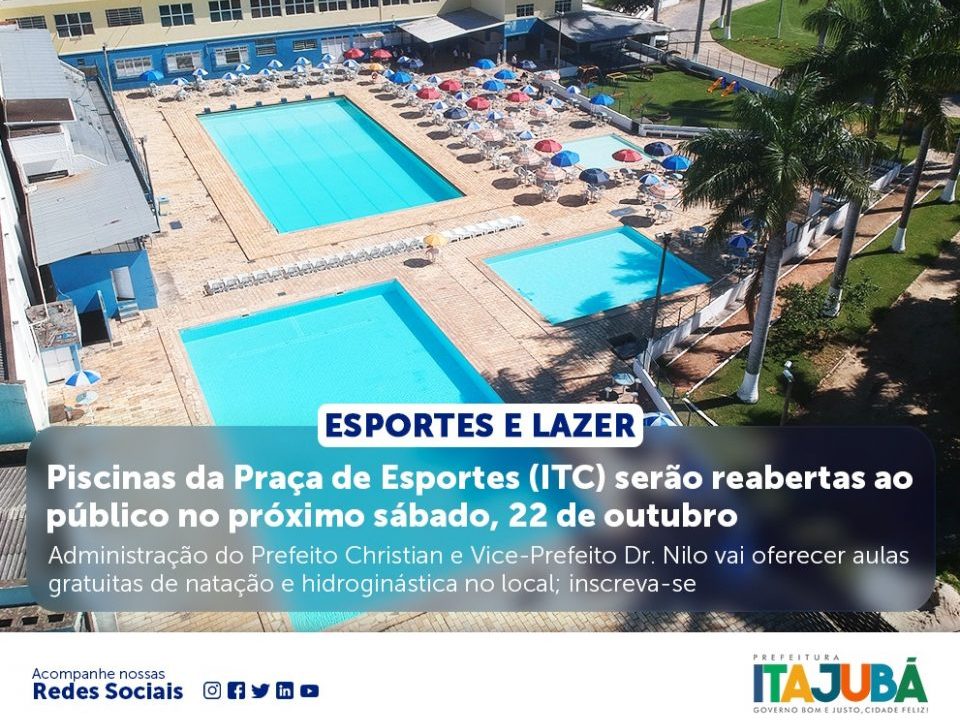 ESPORTES E LAZER
Piscinas da Praça de Esportes (ITC) serão reabertas ao
público no próximo sábado, 22 de outubro
Administração do Prefeito Christian e Vice-Prefeito Dr. Nilo vai oferecer aulas
gratuitas de natação e hidroginástica no local; inscreva-se
Acompanhe nossas
Redes Sociais
PREFEITURA
ITAJUBÁ
GOVERNO BOM E JUSTO, CIDADE FELIZ!